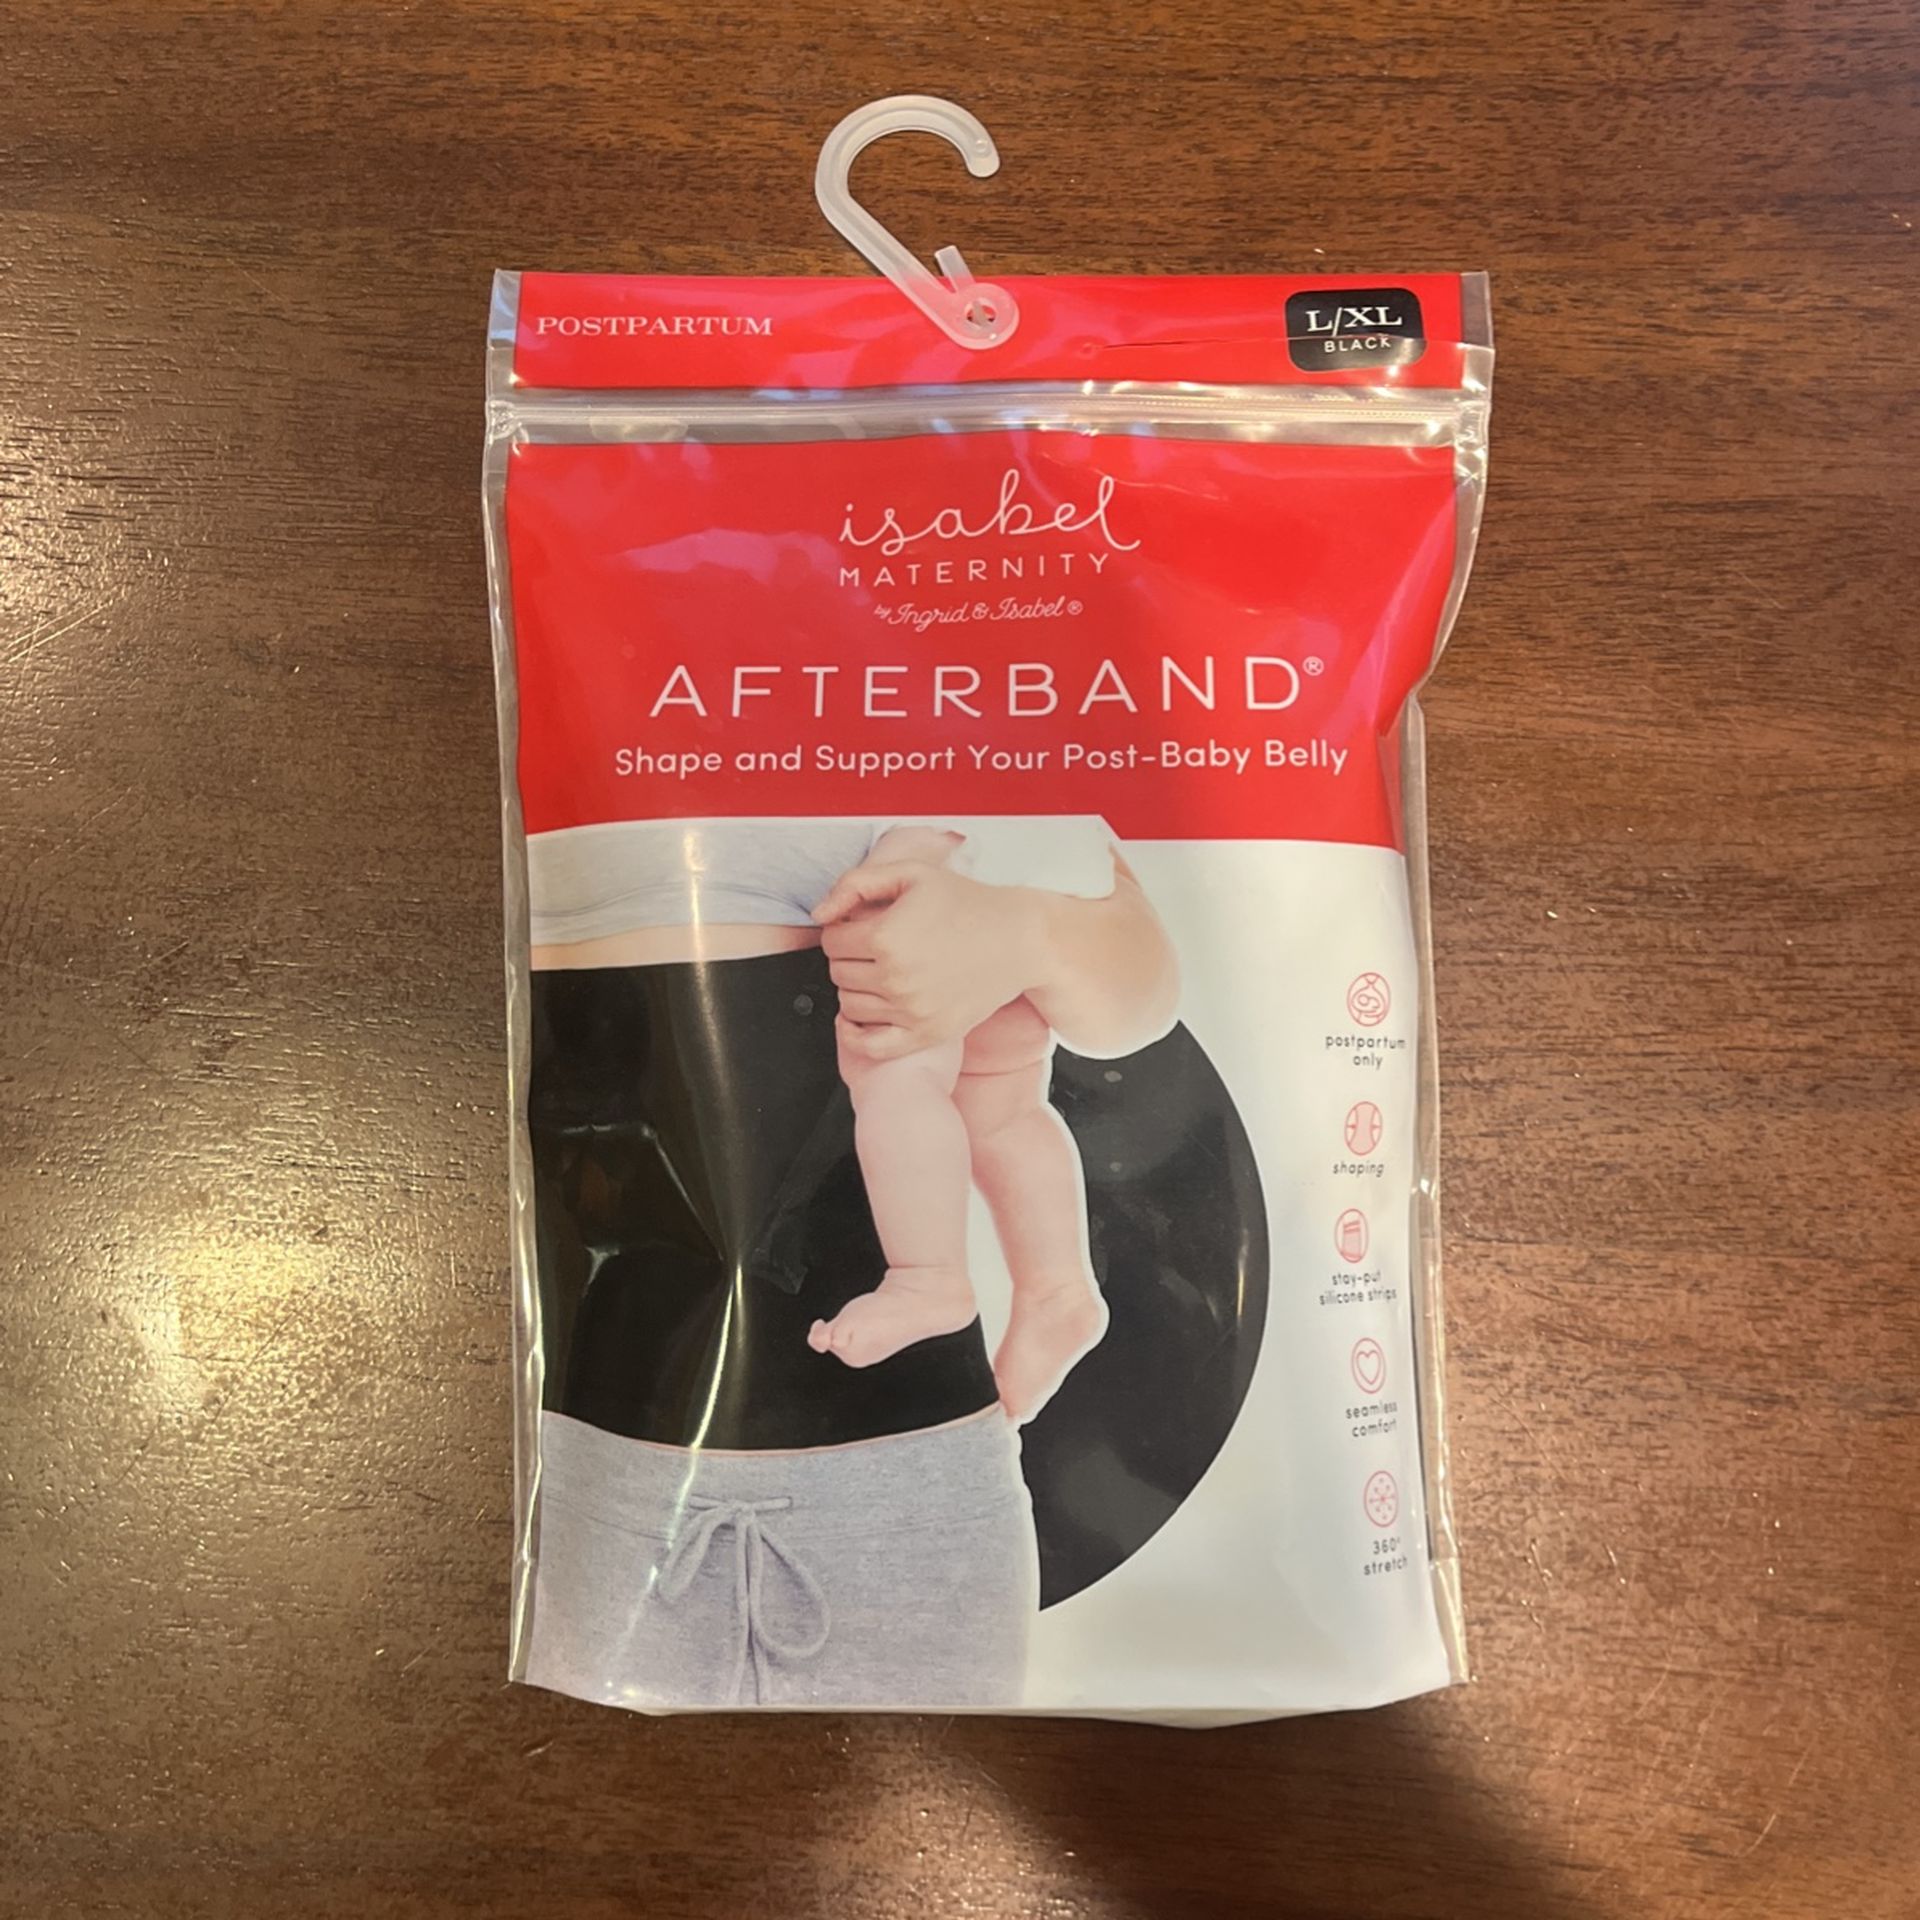 POSTPARTUM
L/XL
BLACK
isabel
MATERNITY
by Ingrid & Isabel®
AFTERBAND®
Shape and Support Your Post-Baby Belly
postpartum
only
shaping
stay-put
silicone strips
seamless
comfort
360°
stretch